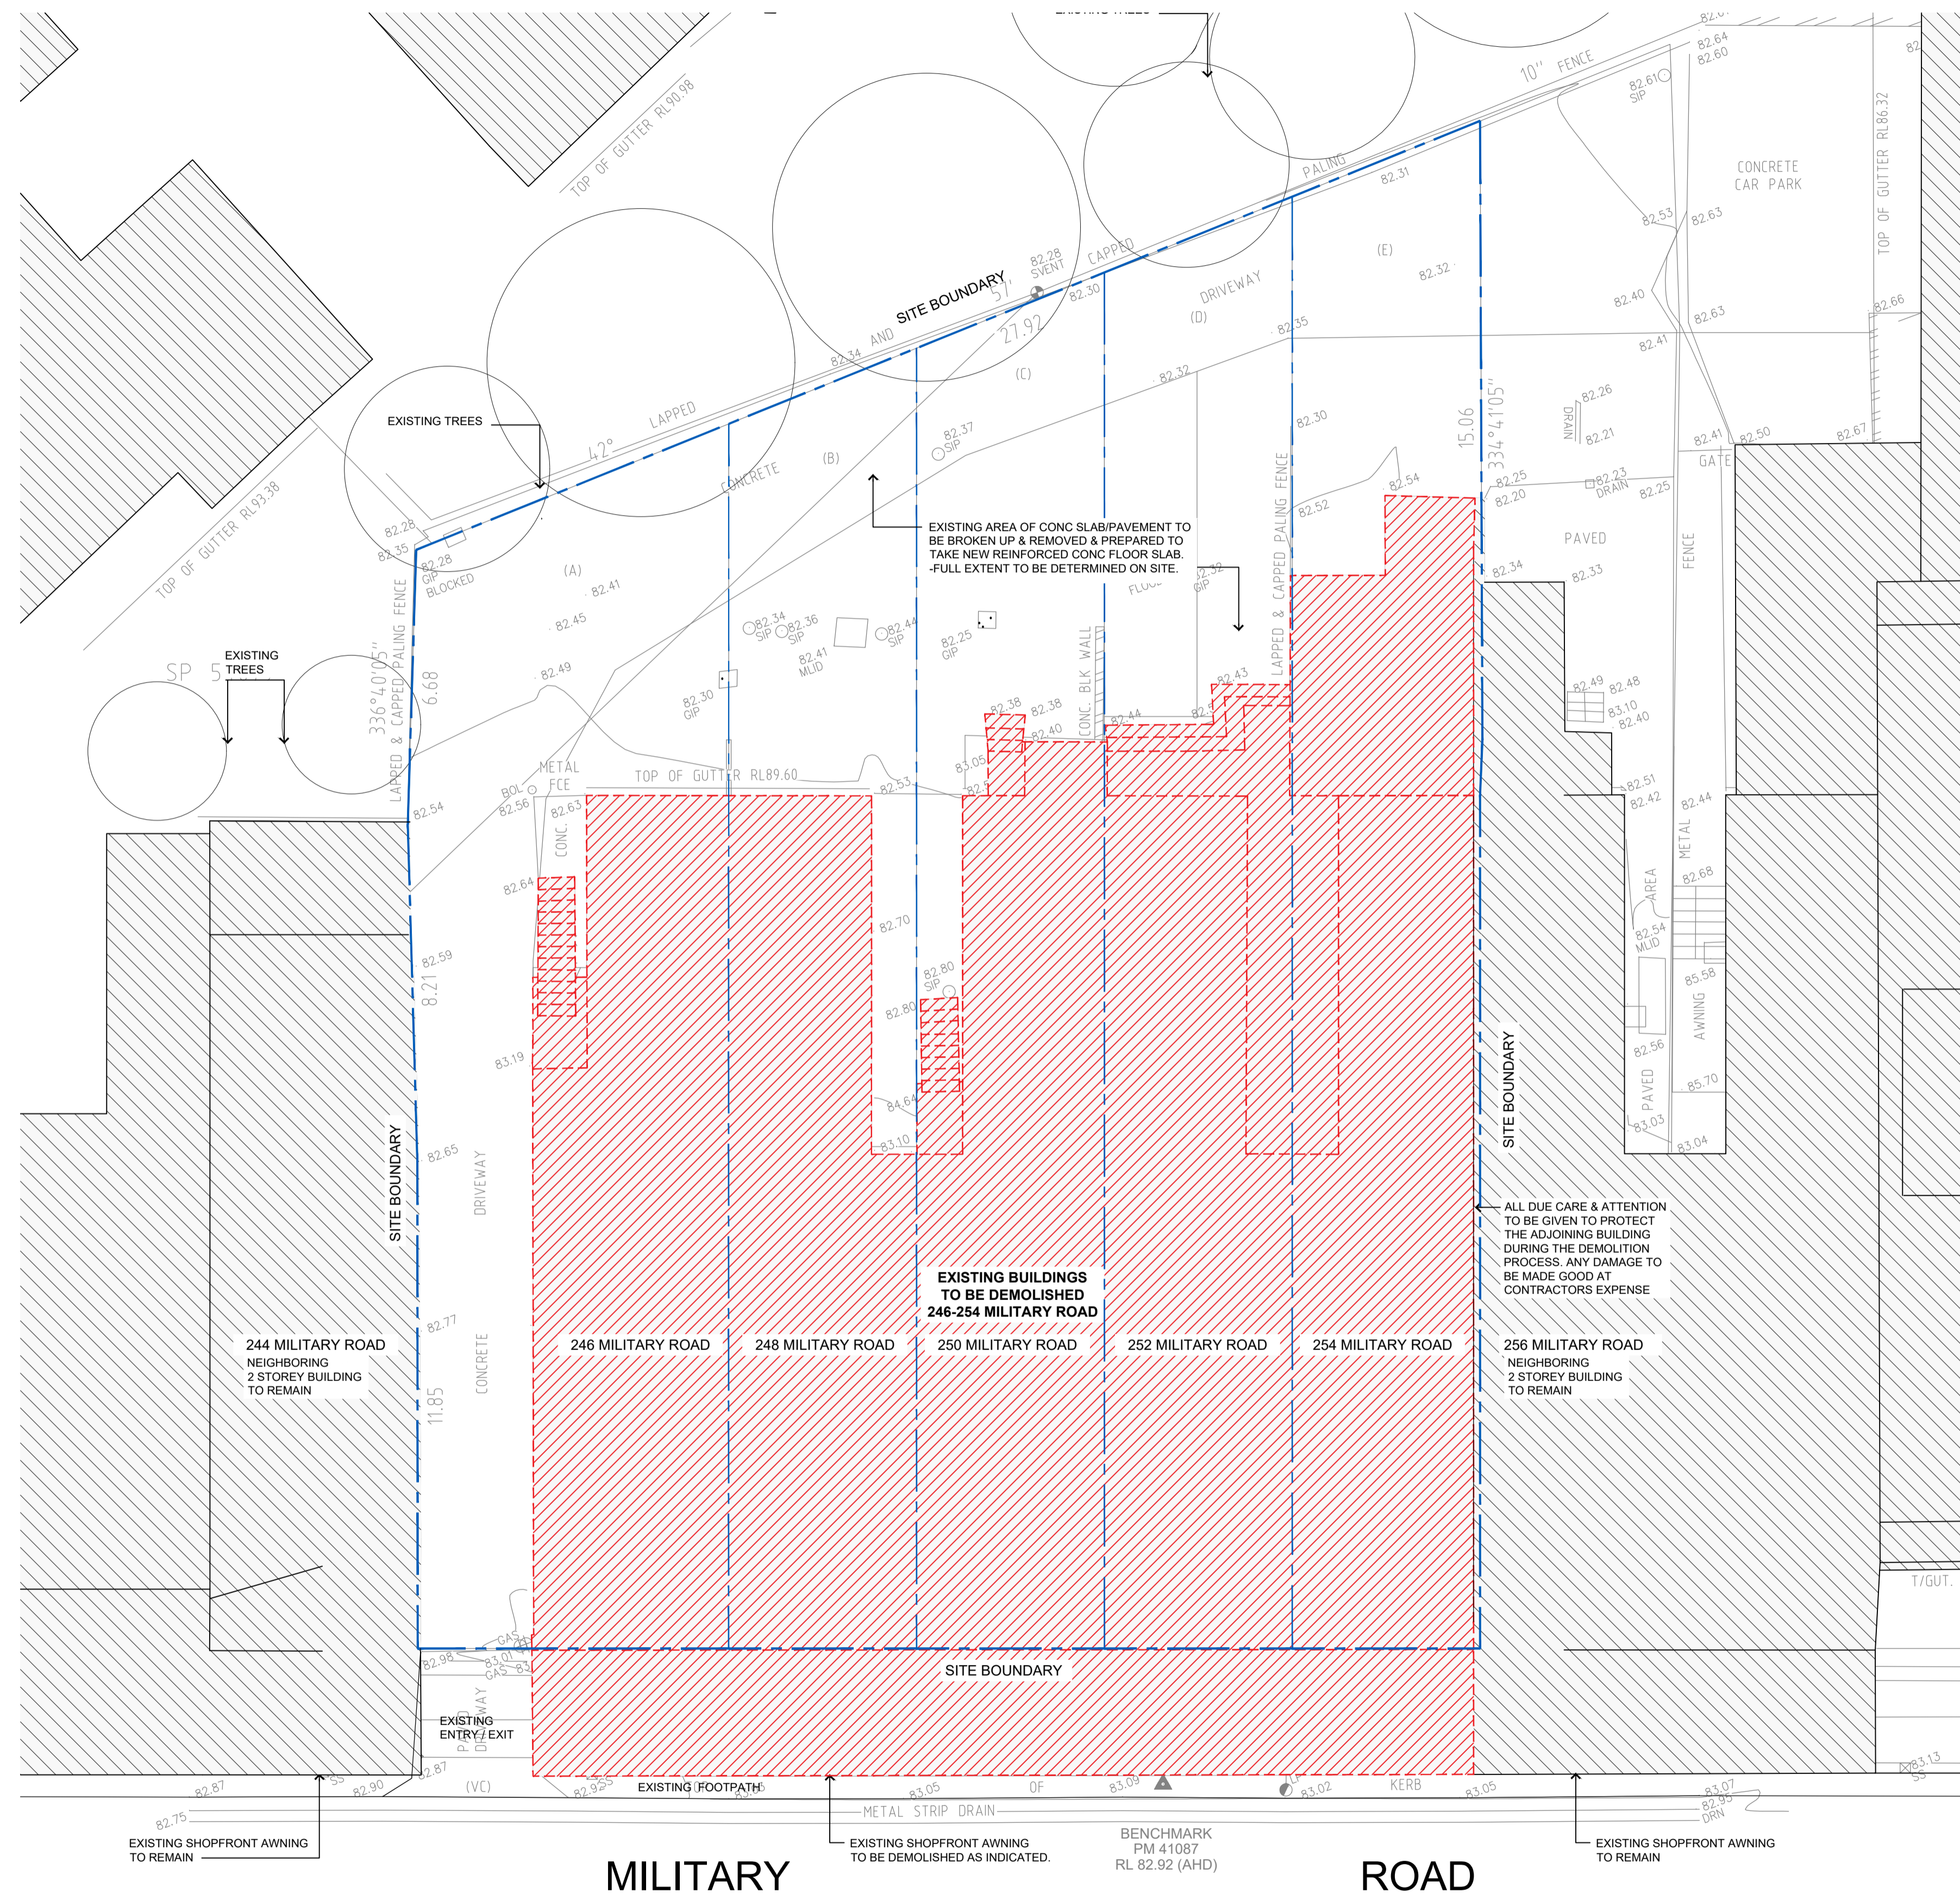 10" FENCE
82.64
82.60
82.61
SIP
TOP OF GUTTER RL90.98
TOP OF GUTTER RL86.32
CONCRETE
CAR PARK
PALING
82.31
82.53
82.63
(E)
82.28
SVENT
CAPPED
82.32
SITE BOUNDARY
57'
82.30
DRIVEWAY
82.40
82.66
27.92
(D)
82.35
82.63
AND
82.34
82.41
(C)
82.32
EXISTING TREES
LAPPED
42°
82.30
15.06
334°41'05"
DRAIN
82.26
82.21
82.41
82.50
82.67
GATE
82.37
SIP
(B)
CONCRETE
TOP OF GUTTER RL93.38
82.54
82.52
82.25
82.20
82.23
DRAIN
82.25
82.28
82.35
EXISTING AREA OF CONC SLAB/PAVEMENT TO
BE BROKEN UP & REMOVED & PREPARED TO
TAKE NEW REINFORCED CONC FLOOR SLAB.
-FULL EXTENT TO BE DETERMINED ON SITE.
PAVED
FENCE
82.28
GIP
BLOCKED
(A)
82.41
82.45
GIP
82.34
82.33
LAPPED & CAPPED PALING FENCE
336°40'05"
6.68
LAPPED & CAPPED PALING FENCE
82.34
SIP
82.36
SIP
82.44
SIP
82.25
GIP
82.41
MLID
CONC. BLK WALL
EXISTING
TREES
SP 5
82.49
82.30
GIP
82.43
82.49
82.48
83.10
82.40
82.38
82.38
82.40
82.44
METAL
FCE
TOP OF GUTTER RL89.60
83.05
82.53
BOL
82.56
82.63
82.54
CONC.
82.51
82.42
82.44
METAL
82.64
82.68
AREA
82.70
82.54
MLID
82.59
8.21
82.80
SIP
82.80
85.58
AWNING
83.19
82.56
PAVED
85.70
84.64
83.10
83.03
83.04
SITE BOUNDARY
82.65
DRIVEWAY
SITE BOUNDARY
ALL DUE CARE & ATTENTION
TO BE GIVEN TO PROTECT
THE ADJOINING BUILDING
DURING THE DEMOLITION
PROCESS. ANY DAMAGE TO
BE MADE GOOD AT
CONTRACTORS EXPENSE
EXISTING BUILDINGS
TO BE DEMOLISHED
246-254 MILITARY ROAD
82.77
CONCRETE
11.85
244 MILITARY ROAD
NEIGHBORING
2 STOREY BUILDING
TO REMAIN
246 MILITARY ROAD
248 MILITARY ROAD
250 MILITARY ROAD
252 MILITARY ROAD
254 MILITARY ROAD
256 MILITARY ROAD
NEIGHBORING
2 STOREY BUILDING
TO REMAIN
T/GUT.
GAS
82.98
83.01
GAS
SITE BOUNDARY
DRIVEWAY
EXISTING
ENTRY / EXIT
82.87
SS
82.90
82.87
(VC)
SS
EXISTING FOOTPATH
83.05
OF
83.09
83.02
KERB
83.05
83.07
83.13
SS
82.75
METAL STRIP DRAIN
82.95
DRN
EXISTING SHOPFRONT AWNING
TO REMAIN
EXISTING SHOPFRONT AWNING
TO BE DEMOLISHED AS INDICATED.
BENCHMARK
PM 41087
RL 82.92 (AHD)
EXISTING SHOPFRONT AWNING
TO REMAIN
MILITARY ROAD